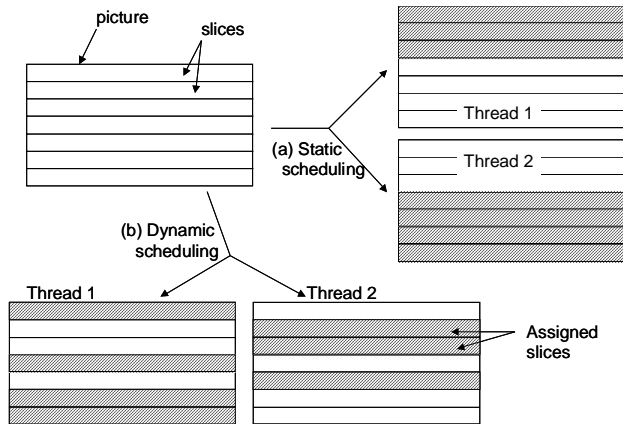 picture
slices
Thread 1
(a) Static
scheduling
Thread 2
(b) Dynamic
scheduling
Thread 1
Thread 2
Assigned
slices